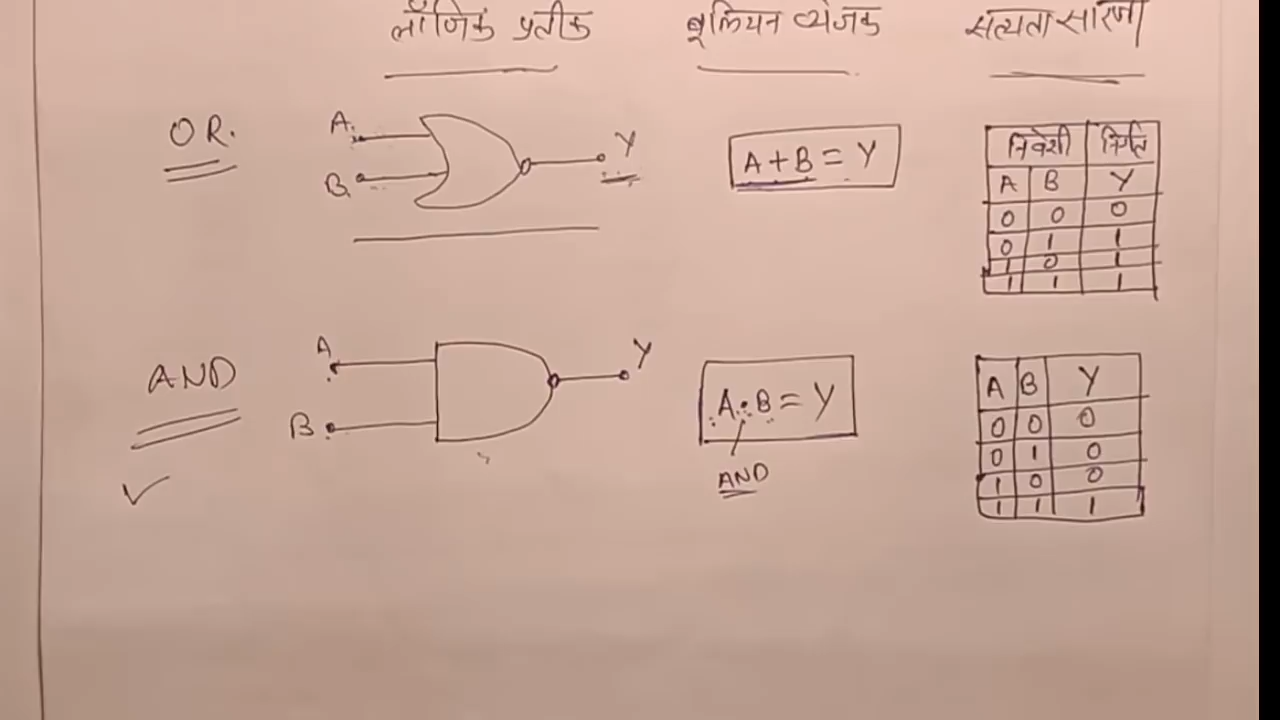 लॉजिक प्रतीक बूलियन व्यंजक सत्यता सारणी
OR.
A
B
Y
A + B = Y
निवेशी निर्गत
A B Y
0 0 0
0 1 1
1 0 1
1 1 1
AND
A
B
Y
A • B = Y
AND
A B Y
0 0 0
0 1 0
1 0 0
1 1 1